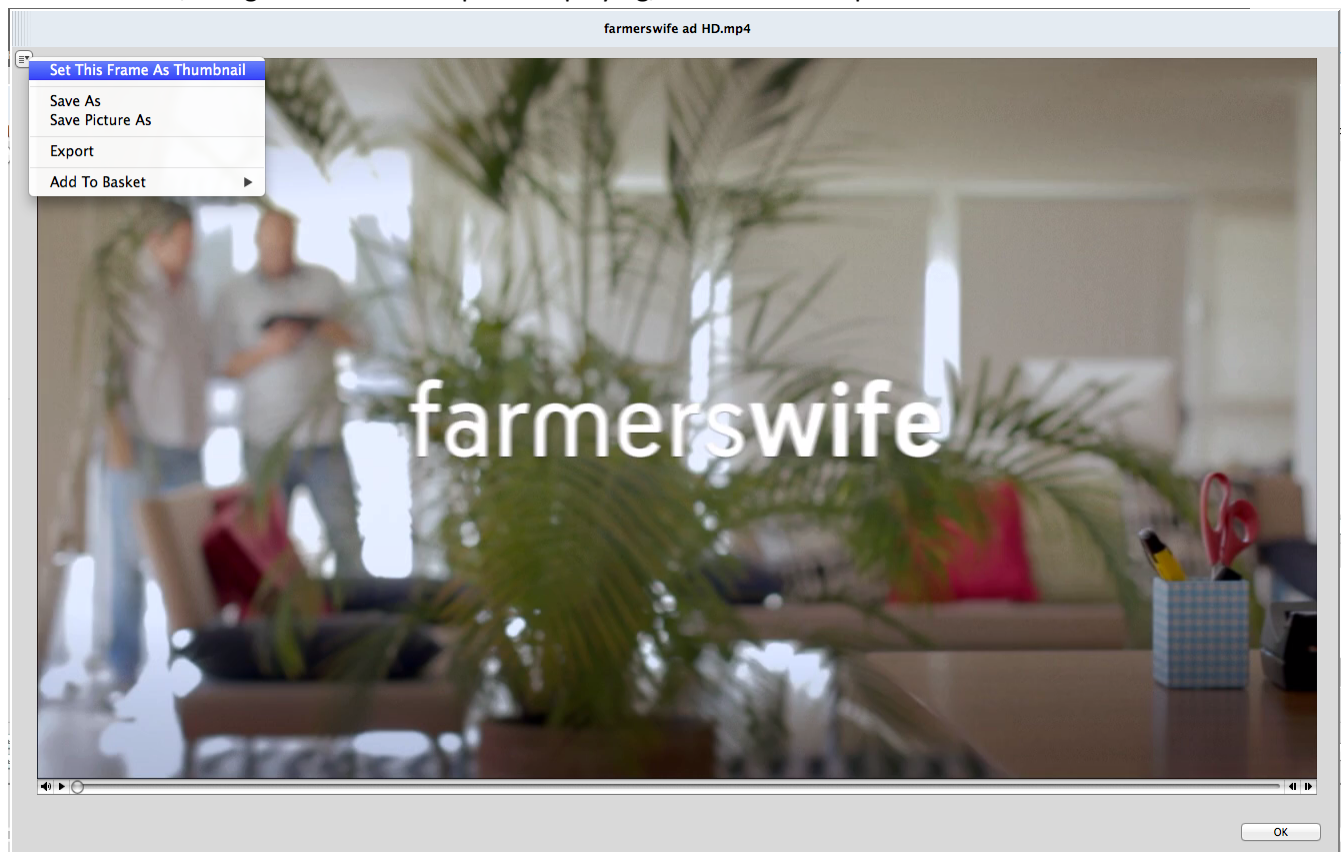 farmerswife ad HD.mp4
Set This Frame As Thumbnail
Save As
Save Picture As
Export
Add To Basket
farmerswife
OK